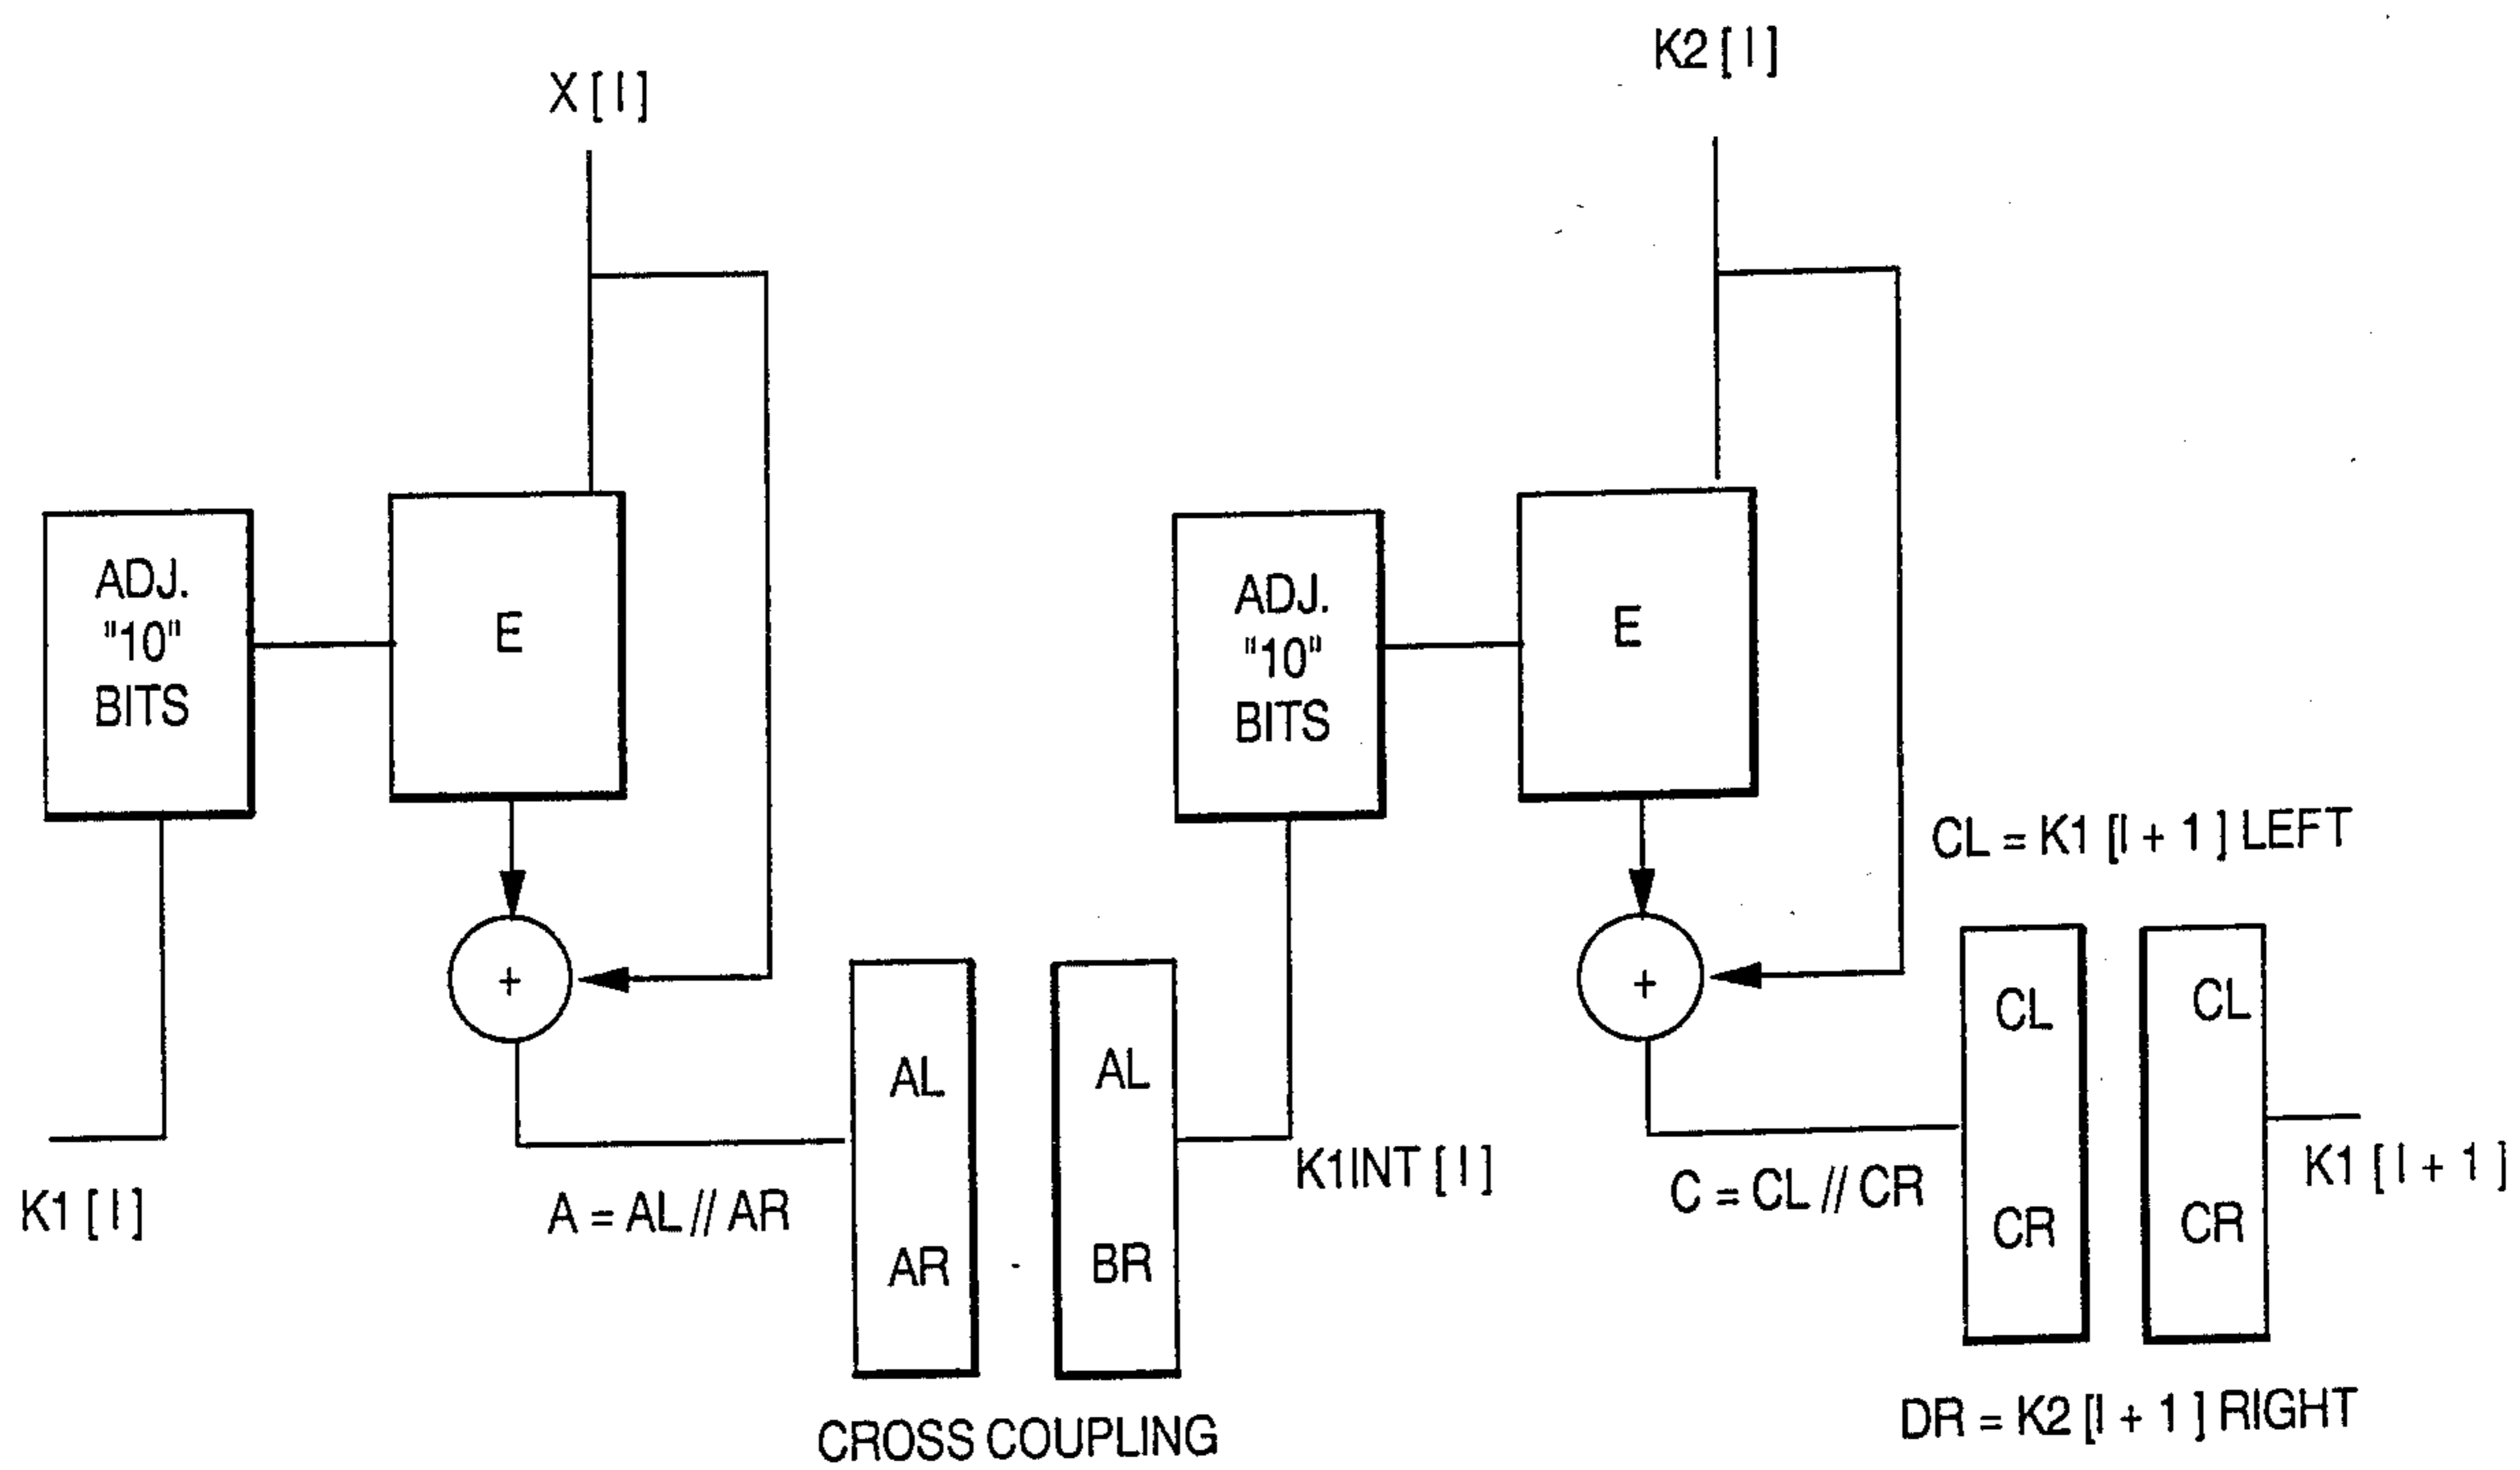 X [ I ]
K2 [ I ]
ADJ.
"10"
BITS
E
ADJ.
"10"
BITS
E
CL = K1 [ I + 1 ] LEFT
+
+
AL
AR
AL
BR
CL
CR
CL
CR
K1 [ I ]
A = AL // AR
K1INT [ I ]
C = CL // CR
K1 [ I + 1 ]
CROSS COUPLING
DR = K2 [ I + 1 ] RIGHT